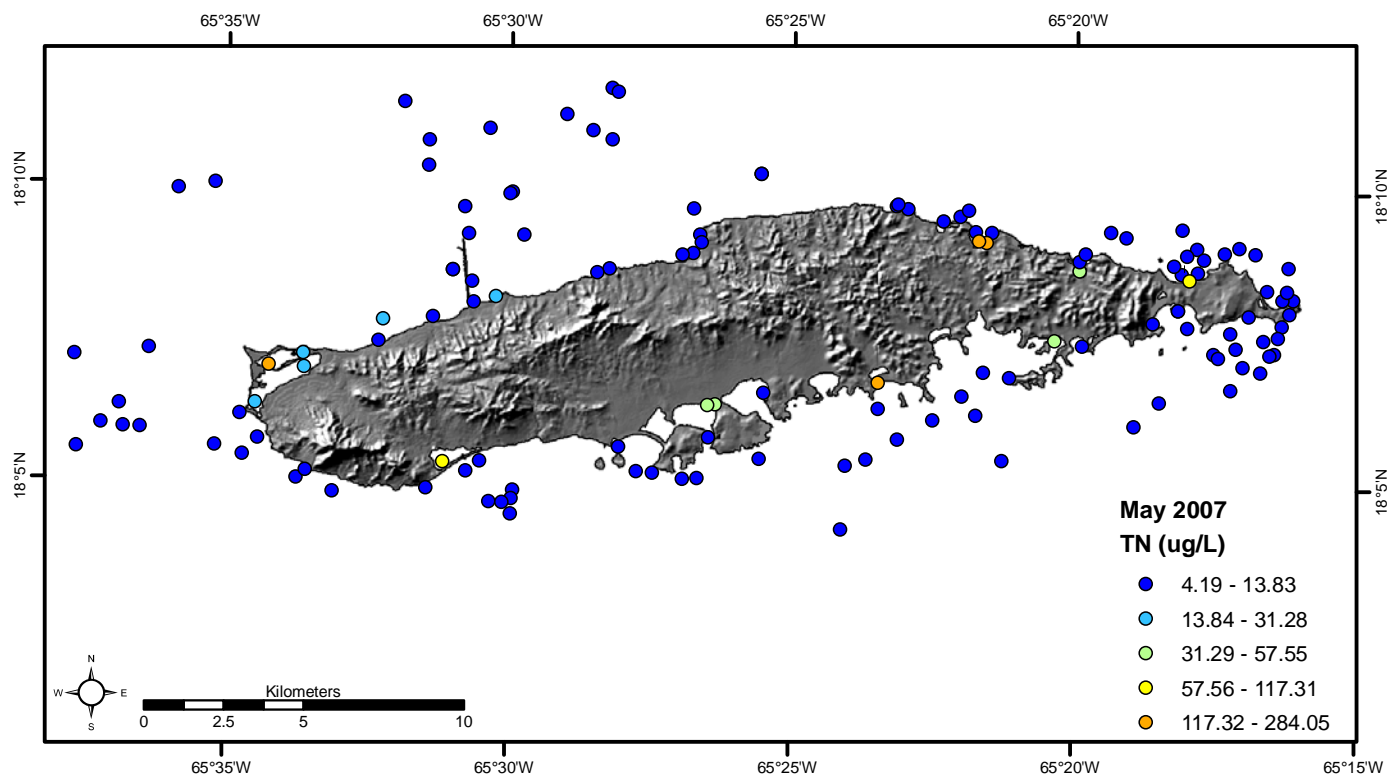 65°35'W 65°30'W 65°25'W 65°20'W
18°10'N 18°10'N
18°5'N 18°5'N
May 2007
TN (ug/L)
4.19 - 13.83
13.84 - 31.28
31.29 - 57.55
57.56 - 117.31
117.32 - 284.05
N
W E
S
Kilometers
0 2.5 5 10
65°35'W 65°30'W 65°25'W 65°20'W 65°15'W